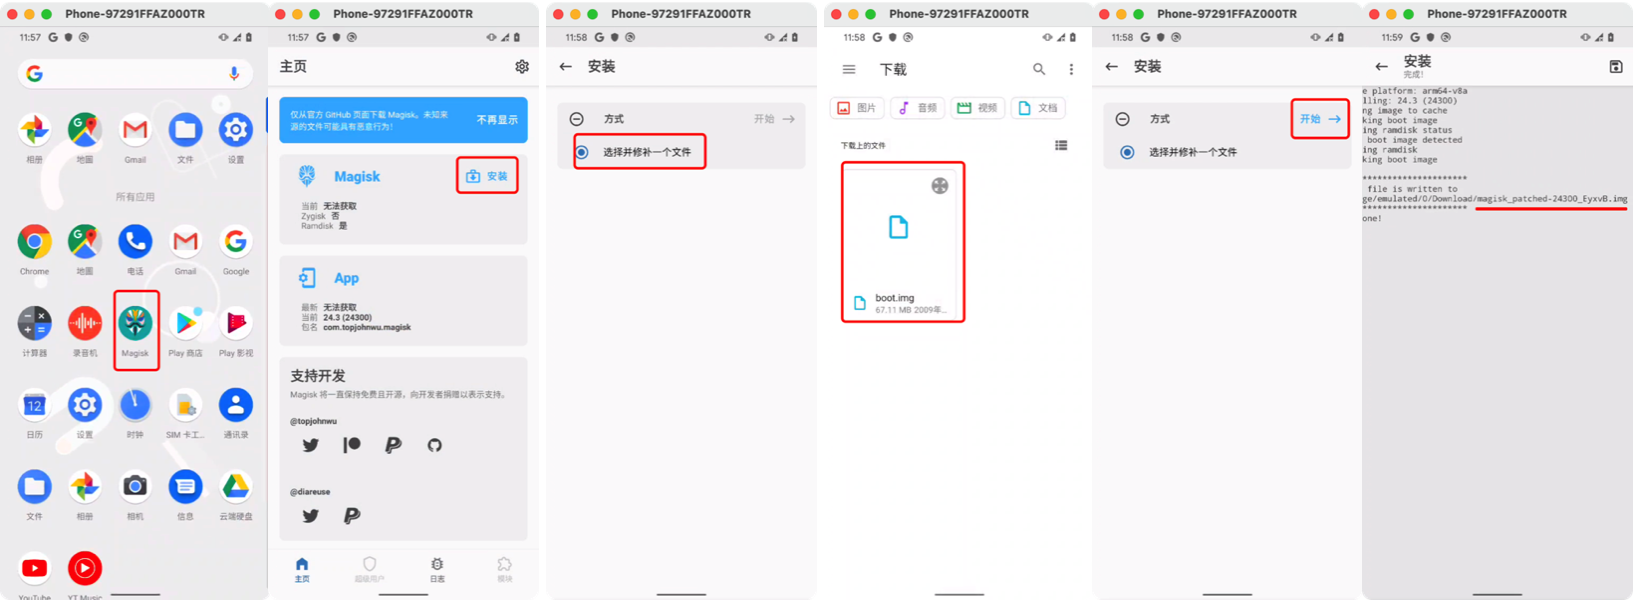 Phone-97291FFAZ000TR
11:57
相册
地圖
Gmail
文件
设置
所有应用
Chrome
地圖
电话
Gmail
Google
计算器
录音机
Magisk
Play 商店
Play 影视
12
日历
设置
时钟
SIM 卡工...
通讯录
文件
相册
相机
信息
云端硬盘
YouTube
YT Music
Phone-97291FFAZ000TR
11:57
主页
仅从官方 GitHub 页面下载 Magisk。未知来
源的文件可能具有恶意行为！
不再显示
Magisk
安装
当前 无法获取
Zygisk 否
Ramdisk 是
App
最新 无法获取
当前 24.3 (24300)
包名 com.topjohnwu.magisk
支持开发
Magisk 将一直保持免费且开源，向开发者捐赠以表示支持。
@topjohnwu
@diareuse
主页
超级用户
日志
模块
Phone-97291FFAZ000TR
11:58
安装
方式
开始
选择并修补一个文件
Phone-97291FFAZ000TR
11:58
下载
图片
音频
视频
文档
下载上的文件
boot.img
67.11 MB 2009年...
Phone-97291FFAZ000TR
11:58
安装
方式
开始
选择并修补一个文件
Phone-97291FFAZ000TR
11:59
安装
完成！
e platform: arm64-v8a
lling: 24.3 (24300)
ng image to cache
king boot image
ing ramdisk status
 boot image detected
ing ramdisk
king boot image
**********************
 file is written to
ge/emulated/0/Download/magisk_patched-24300_EyxvB.img
**********************
one!